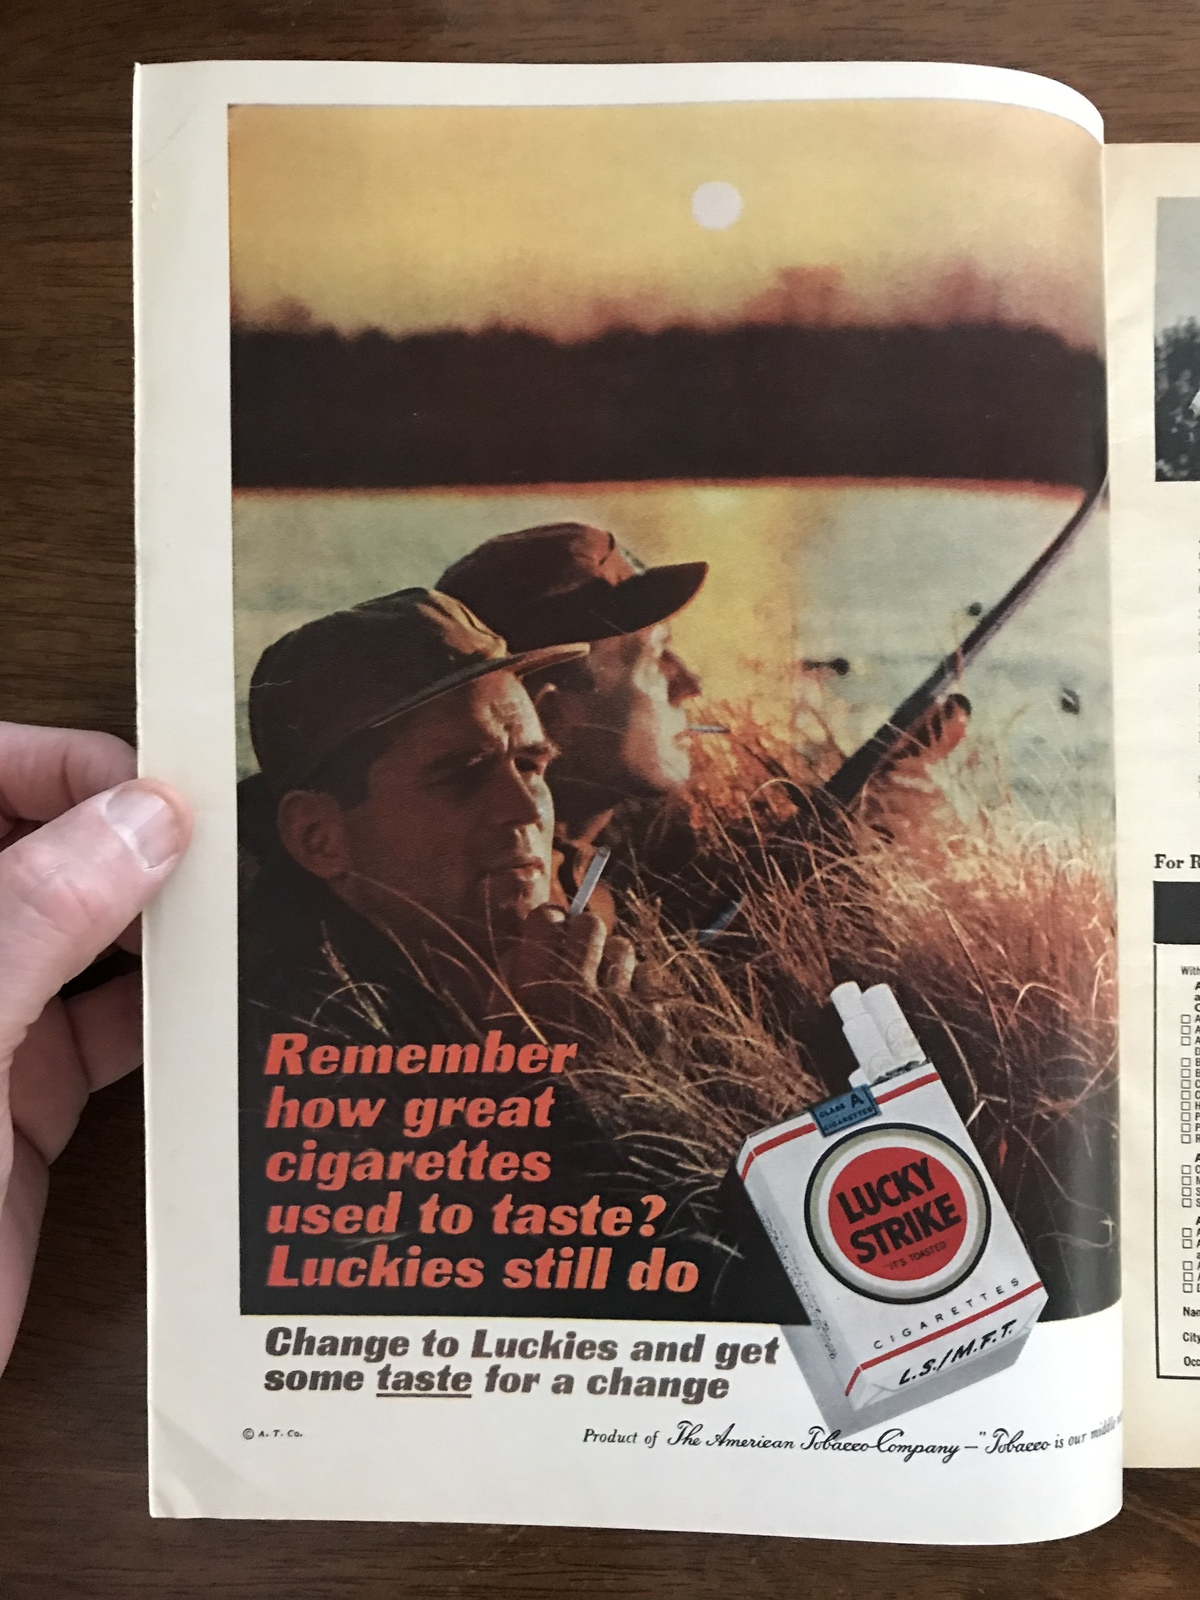 Remember
how great
cigarettes
used to taste?
Luckies still do
CLASS A
CIGARETTES
LUCKY
STRIKE
"IT'S TOASTED"
CIGARETTES
L.S./M.F.T.
Change to Luckies and get
some taste for a change
© A. T. Co.
Product of The American Tobacco Company — "Tobacco is our middle
For R
With